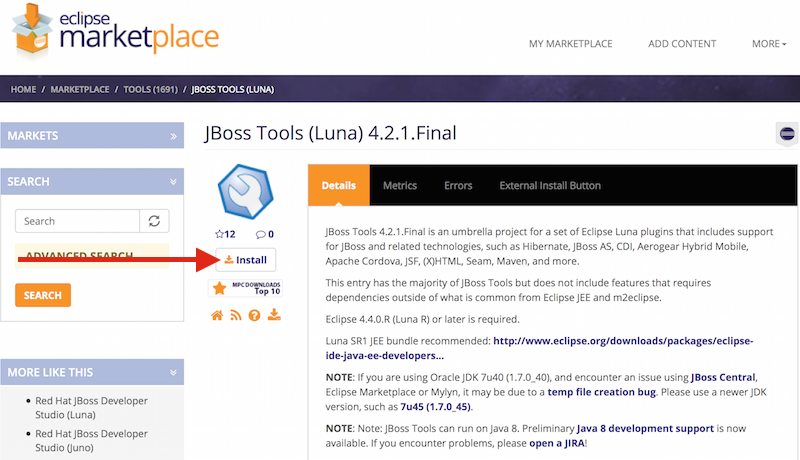 eclipse
marketplace
MY MARKETPLACE
ADD CONTENT
MORE
HOME / MARKETPLACE / TOOLS (1691) / JBOSS TOOLS (LUNA)
MARKETS
SEARCH
Search
ADVANCED SEARCH
SEARCH
MORE LIKE THIS
Red Hat JBoss Developer
Studio (Luna)
Red Hat JBoss Developer
Studio (Juno)
JBoss Tools (Luna) 4.2.1.Final
12
0
Install
MPC DOWNLOADS
Top 10
Details
Metrics
Errors
External Install Button
JBoss Tools 4.2.1.Final is an umbrella project for a set of Eclipse Luna plugins that includes support
for JBoss and related technologies, such as Hibernate, JBoss AS, CDI, Aerogear Hybrid Mobile,
Apache Cordova, JSF, (X)HTML, Seam, Maven, and more.
This entry has the majority of JBoss Tools but does not include features that requires
dependencies outside of what is common from Eclipse JEE and m2eclipse.
Eclipse 4.4.0.R (Luna R) or later is required.
Luna SR1 JEE bundle recommended: http://www.eclipse.org/downloads/packages/eclipse-
ide-java-ee-developers...
NOTE: If you are using Oracle JDK 7u40 (1.7.0_40), and encounter an issue using JBoss Central,
Eclipse Marketplace or Mylyn, it may be due to a temp file creation bug. Please use a newer JDK
version, such as 7u45 (1.7.0_45).
NOTE: Note: JBoss Tools can run on Java 8. Preliminary Java 8 development support is now
available. If you encounter problems, please open a JIRA!